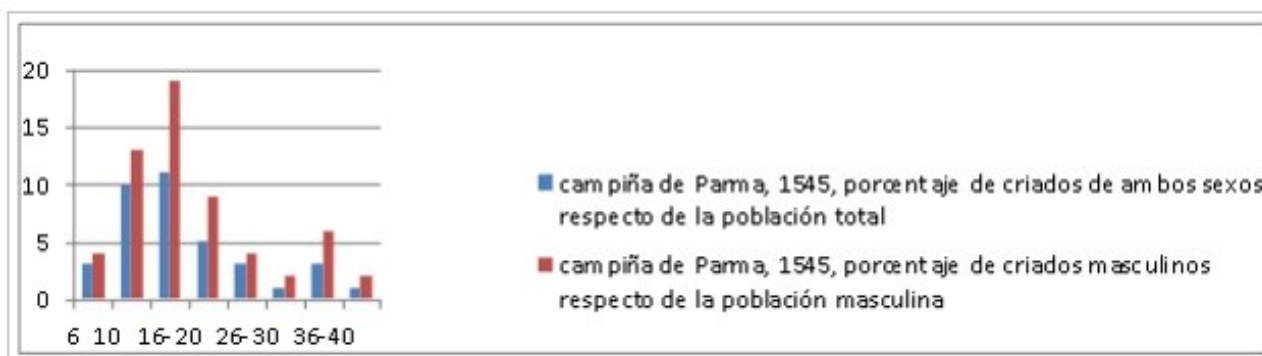 20
15
10
5
0
6 10 16-20 26-30 36-40
campiña de Parma, 1545, porcentaje de criados de ambos sexos
respecto de la población total
campiña de Parma, 1545, porcentaje de criados masculinos
respecto de la población masculina